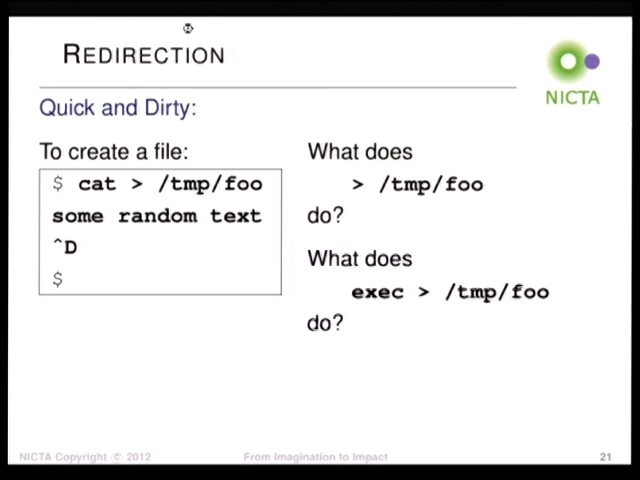 REDIRECTION
NICTA
Quick and Dirty:
To create a file:
$ cat > /tmp/foo
some random text
^D
$
What does
> /tmp/foo
do?
What does
exec > /tmp/foo
do?
NICTA Copyright © 2012
From Imagination to Impact
21